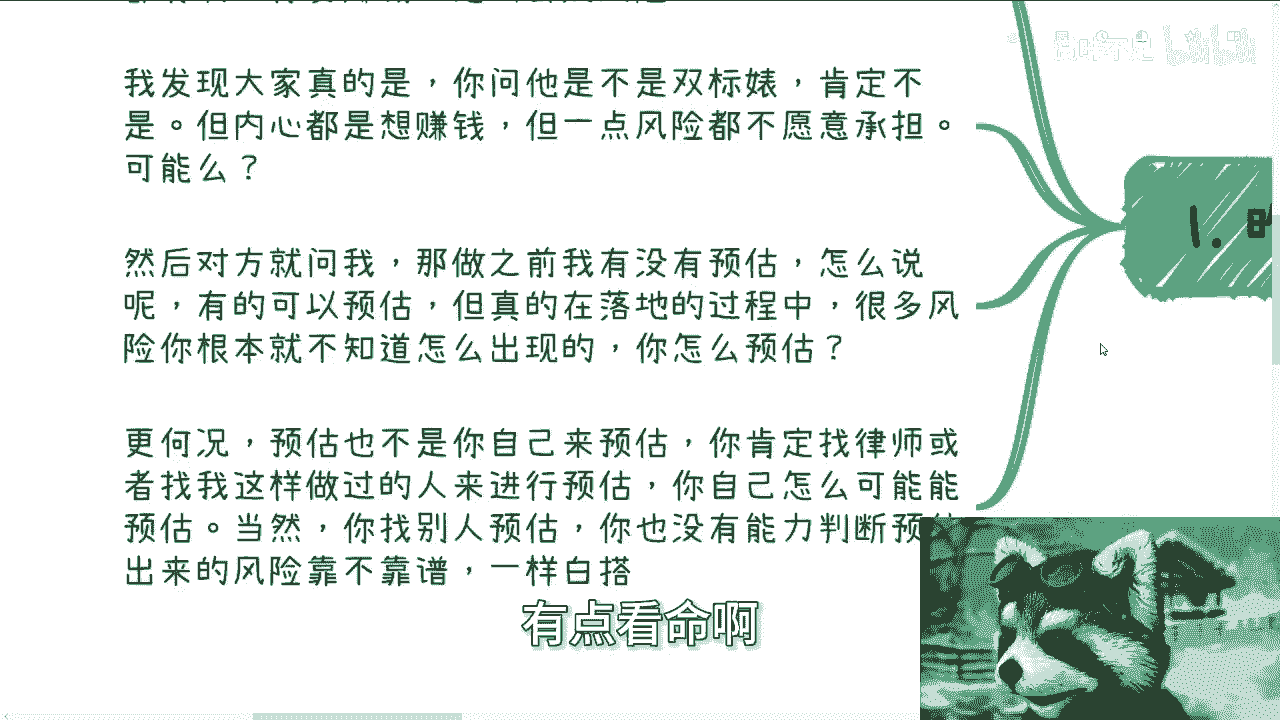 我发现大家真的是，你问他是不是双标婊，肯定不
是。但内心都是想赚钱，但一点风险都不愿意承担。
可能么？
然后对方就问我，那做之前我有没有预估，怎么说
呢，有的可以预估，但真的在落地的过程中，很多风
险你根本就不知道怎么出现的，你怎么预估？
更何况，预估也不是你自己来预估，你肯定找律师或
者找我这样做过的人来进行预估，你自己怎么可能能
预估。当然，你找别人预估，你也没有能力判断预估
出来的风险靠不靠谱，一样白搭
1.
有点看命啊